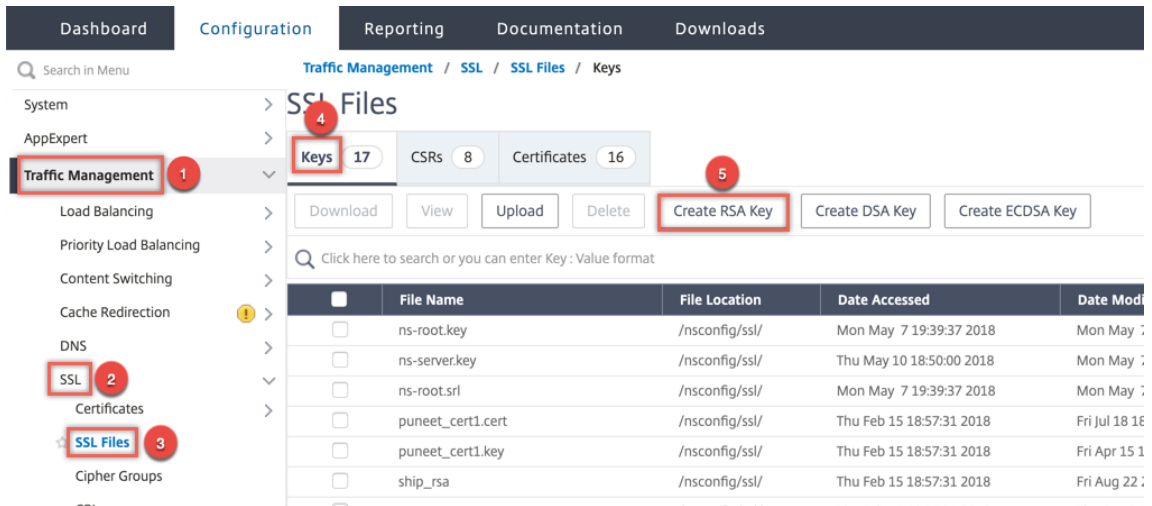 Dashboard Configuration Reporting Documentation Downloads
Search in Menu
System
AppExpert
Traffic Management 1
Load Balancing
Priority Load Balancing
Content Switching
Cache Redirection !
DNS
SSL 2
Certificates
SSL Files 3
Cipher Groups
Traffic Management / SSL / SSL Files / Keys
SSL Files
4
Keys 17 CSRs 8 Certificates 16
5
Download View Upload Delete Create RSA Key Create DSA Key Create ECDSA Key
Click here to search or you can enter Key : Value format
File Name File Location Date Accessed Date Modi
ns-root.key /nsconfig/ssl/ Mon May 7 19:39:37 2018 Mon May 7
ns-server.key /nsconfig/ssl/ Thu May 10 18:50:00 2018 Mon May
ns-root.srl /nsconfig/ssl/ Mon May 7 19:39:37 2018 Mon May 7
puneet_cert1.cert /nsconfig/ssl/ Thu Feb 15 18:57:31 2018 Fri Jul 18 18
puneet_cert1.key /nsconfig/ssl/ Thu Feb 15 18:57:31 2018 Fri Apr 15 1
ship_rsa /nsconfig/ssl/ Thu Feb 15 18:57:31 2018 Fri Aug 22